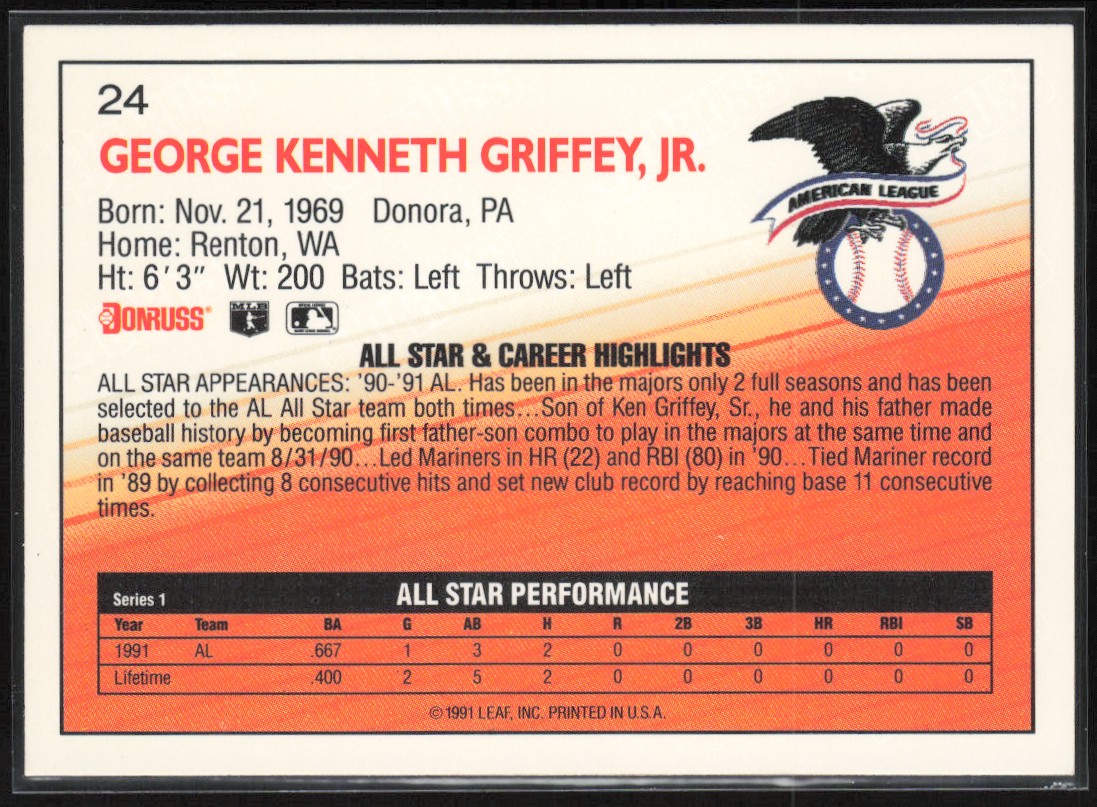 24
GEORGE KENNETH GRIFFEY, JR.
AMERICAN LEAGUE
Born: Nov. 21, 1969 Donora, PA
Home: Renton, WA
Ht: 6'3" Wt: 200 Bats: Left Throws: Left
DONRUSS MLB
ALL STAR & CAREER HIGHLIGHTS
ALL STAR APPEARANCES: '90-'91 AL. Has been in the majors only 2 full seasons and has been
selected to the AL All Star team both times...Son of Ken Griffey, Sr., he and his father made
baseball history by becoming first father-son combo to play in the majors at the same time and
on the same team 8/31/90...Led Mariners in HR (22) and RBI (80) in '90...Tied Mariner record
in '89 by collecting 8 consecutive hits and set new club record by reaching base 11 consecutive
times.
Series 1 ALL STAR PERFORMANCE
Year Team BA G AB H R 2B 3B HR RBI SB
1991 AL .667 1 3 2 0 0 0 0 0 0
Lifetime .400 2 5 2 0 0 0 0 0 0
©1991 LEAF, INC. PRINTED IN U.S.A.